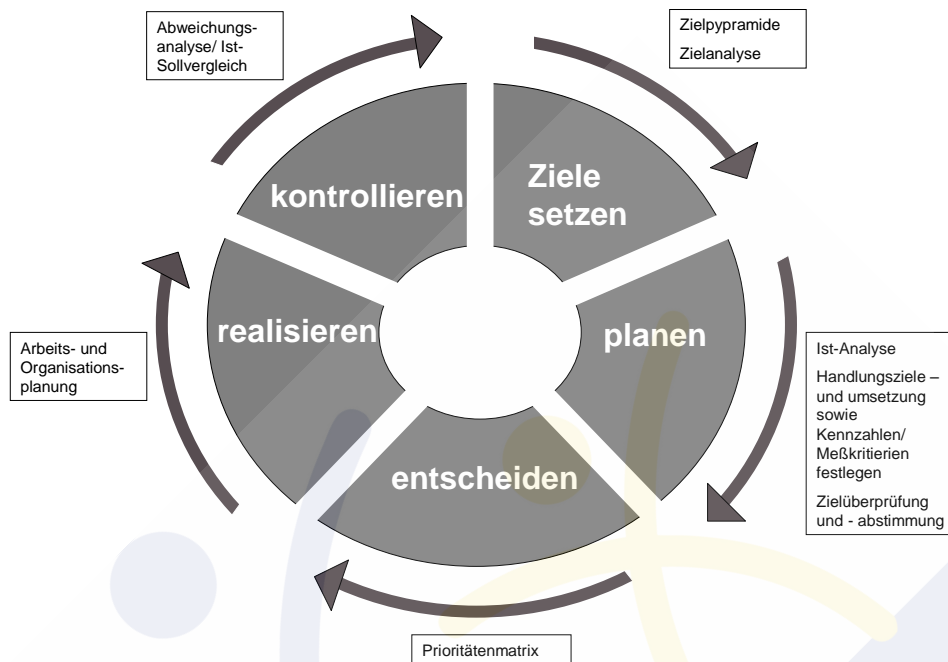 Abweichungs-
analyse/ Ist-
Sollvergleich
Zielpypramide
Zielanalyse
kontrollieren
Ziele
setzen
realisieren
planen
entscheiden
Arbeits- und
Organisations-
planung
Ist-Analyse
Handlungsziele –
und umsetzung
sowie
Kennzahlen/
Meßkritierien
festlegen
Zielüberprüfung
und - abstimmung
Prioritätenmatrix